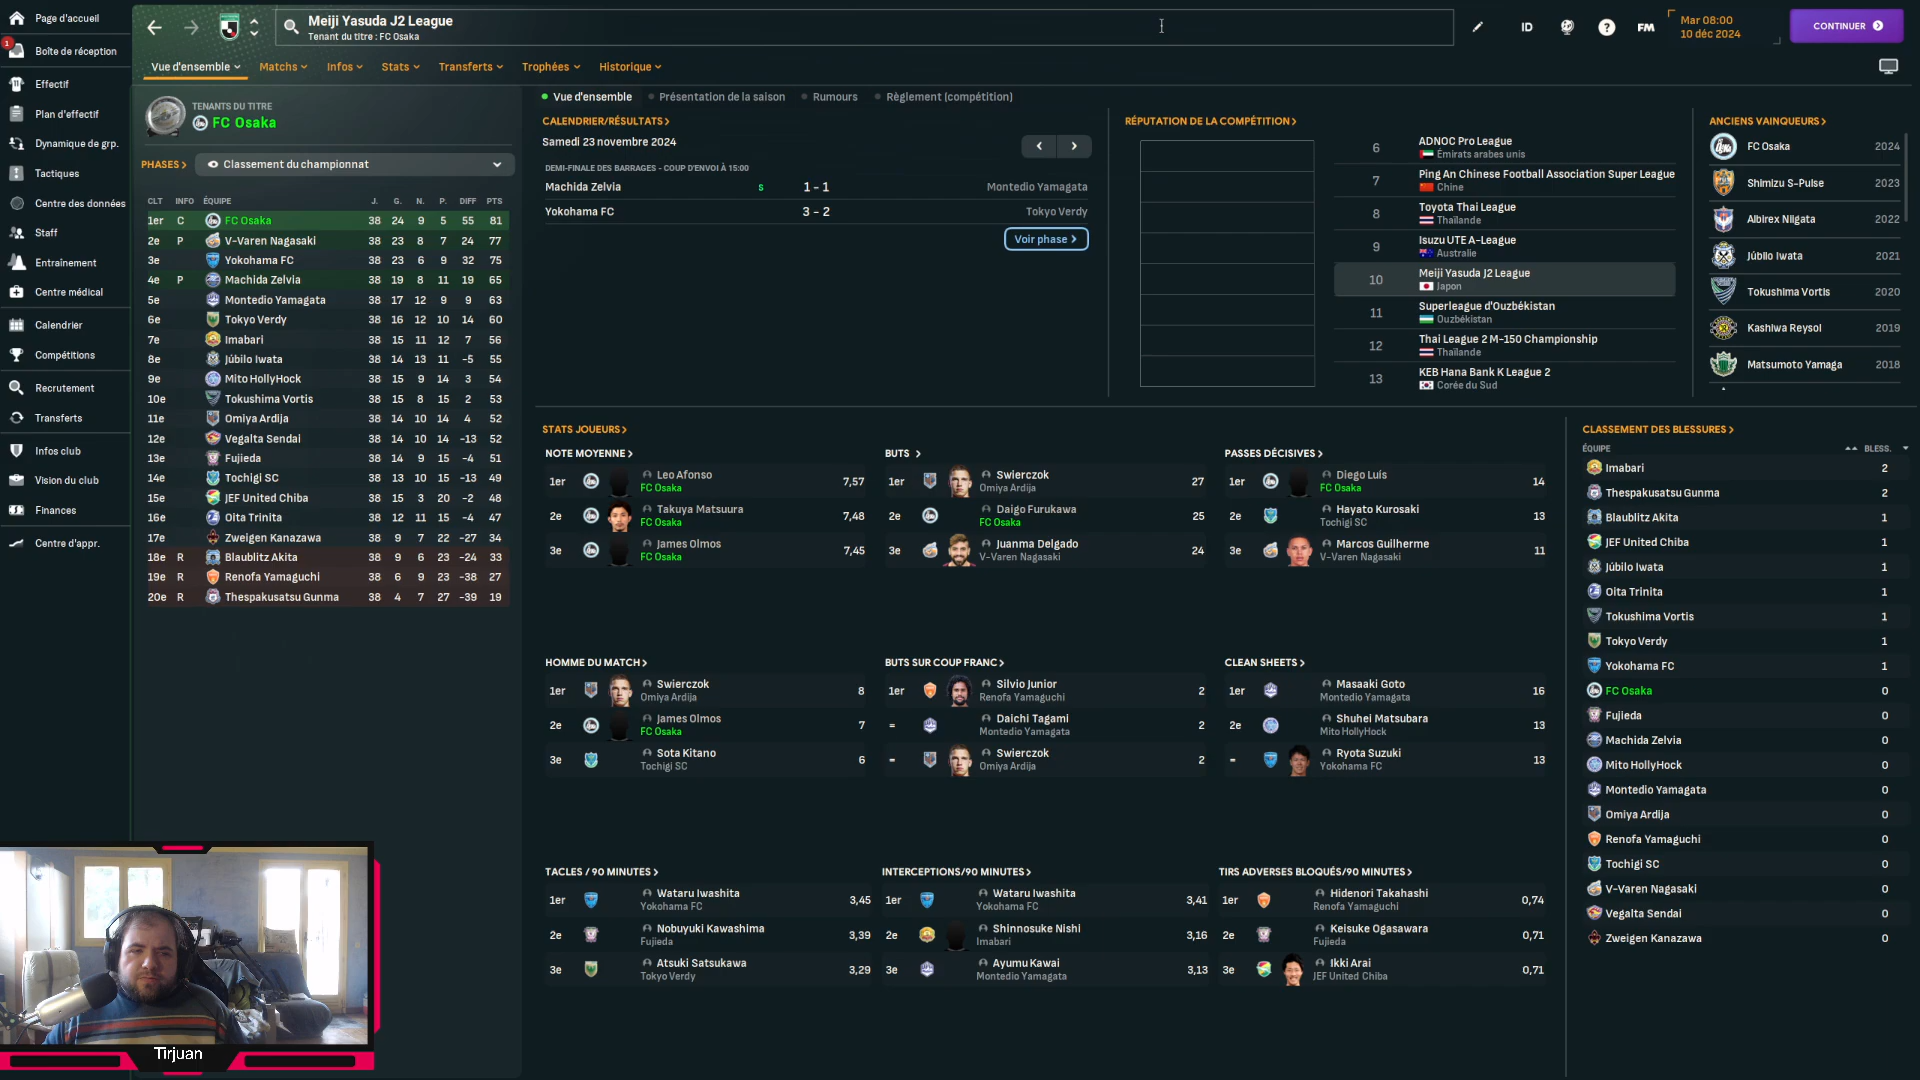 Page d'accueil
1
Boîte de réception
Effectif
Plan d'effectif
Dynamique de grp.
Tactiques
Centre des données
Staff
Entraînement
Centre médical
Calendrier
Compétitions
Recrutement
Transferts
Infos club
Vision du club
Finances
Centre d'appr.
Meiji Yasuda J2 League
Tenant du titre : FC Osaka
ID
?
FM
Mar 08:00
10 déc 2024
CONTINUER
Vue d'ensemble Matchs Infos Stats Transferts Trophées Historique
TENANTS DU TITRE
FC Osaka
PHASES > Classement du championnat
CLT INFO ÉQUIPE J. G. N. P. DIFF PTS
1er C FC Osaka 38 24 9 5 55 81
2e P V-Varen Nagasaki 38 23 8 7 24 77
3e Yokohama FC 38 23 6 9 32 75
4e P Machida Zelvia 38 19 8 11 19 65
5e Montedio Yamagata 38 17 12 9 9 63
6e Tokyo Verdy 38 16 12 10 14 60
7e Imabari 38 15 11 12 7 56
8e Júbilo Iwata 38 14 13 11 -5 55
9e Mito HollyHock 38 15 9 14 3 54
10e Tokushima Vortis 38 15 8 15 2 53
11e Omiya Ardija 38 14 10 14 4 52
12e Vegalta Sendai 38 14 10 14 -13 52
13e Fujieda 38 14 9 15 -4 51
14e Tochigi SC 38 13 10 15 -13 49
15e JEF United Chiba 38 15 3 20 -2 48
16e Oita Trinita 38 12 11 15 -4 47
17e Zweigen Kanazawa 38 9 7 22 -27 34
18e R Blaublitz Akita 38 9 6 23 -24 33
19e R Renofa Yamaguchi 38 6 9 23 -38 27
20e R Thespakusatsu Gunma 38 4 7 27 -39 19
Vue d'ensemble Présentation de la saison Rumours Règlement (compétition)
CALENDRIER/RÉSULTATS >
Samedi 23 novembre 2024
DEMI-FINALE DES BARRAGES - COUP D'ENVOI À 15:00
Machida Zelvia s 1 - 1 Montedio Yamagata
Yokohama FC 3 - 2 Tokyo Verdy
Voir phase >
RÉPUTATION DE LA COMPÉTITION >
6 ADNOC Pro League
Émirats arabes unis
7 Ping An Chinese Football Association Super League
Chine
8 Toyota Thai League
Thaïlande
9 Isuzu UTE A-League
Australie
10 Meiji Yasuda J2 League
Japon
11 Superleague d'Ouzbékistan
Ouzbékistan
12 Thai League 2 M-150 Championship
Thaïlande
13 KEB Hana Bank K League 2
Corée du Sud
ANCIENS VAINQUEURS >
FC Osaka 2024
Shimizu S-Pulse 2023
Albirex Niigata 2022
Júbilo Iwata 2021
Tokushima Vortis 2020
Kashiwa Reysol 2019
Matsumoto Yamaga 2018
STATS JOUEURS >
NOTE MOYENNE >
1er Leo Afonso 7,57
FC Osaka
2e Takuya Matsuura 7,48
FC Osaka
3e James Olmos 7,45
FC Osaka
BUTS >
1er Swierczok 27
Omiya Ardija
2e Daigo Furukawa 25
FC Osaka
3e Juanma Delgado 24
V-Varen Nagasaki
PASSES DÉCISIVES >
1er Diego Luís 14
FC Osaka
2e Hayato Kurosaki 13
Tochigi SC
3e Marcos Guilherme 11
V-Varen Nagasaki
HOMME DU MATCH >
1er Swierczok 8
Omiya Ardija
2e James Olmos 7
FC Osaka
3e Sota Kitano 6
Tochigi SC
BUTS SUR COUP FRANC >
1er Silvio Junior 2
Renofa Yamaguchi
= Daichi Tagami 2
Montedio Yamagata
= Swierczok 2
Omiya Ardija
CLEAN SHEETS >
1er Masaaki Goto 16
Montedio Yamagata
2e Shuhei Matsubara 13
Mito HollyHock
= Ryota Suzuki 13
Yokohama FC
TACLES / 90 MINUTES >
1er Wataru Iwashita 3,45
Yokohama FC
2e Nobuyuki Kawashima 3,39
Fujieda
3e Atsuki Satsukawa 3,29
Tokyo Verdy
INTERCEPTIONS/90 MINUTES >
1er Wataru Iwashita 3,41
Yokohama FC
2e Shinnosuke Nishi 3,16
Imabari
3e Ayumu Kawai 3,13
Montedio Yamagata
TIRS ADVERSES BLOQUÉS/90 MINUTES >
1er Hidenori Takahashi 0,74
Renofa Yamaguchi
2e Keisuke Ogasawara 0,71
Fujieda
3e Ikki Arai 0,71
JEF United Chiba
CLASSEMENT DES BLESSURES >
ÉQUIPE BLESS.
Imabari 2
Thespakusatsu Gunma 2
Blaublitz Akita 1
JEF United Chiba 1
Júbilo Iwata 1
Oita Trinita 1
Tokushima Vortis 1
Tokyo Verdy 1
Yokohama FC 1
FC Osaka 0
Fujieda 0
Machida Zelvia 0
Mito HollyHock 0
Montedio Yamagata 0
Omiya Ardija 0
Renofa Yamaguchi 0
Tochigi SC 0
V-Varen Nagasaki 0
Vegalta Sendai 0
Zweigen Kanazawa 0
Tirjuan